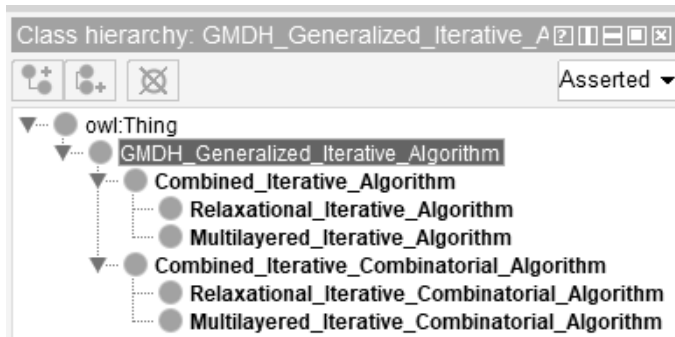 Class hierarchy: GMDH_Generalized_Iterative_A
Asserted
owl:Thing
GMDH_Generalized_Iterative_Algorithm
Combined_Iterative_Algorithm
Relaxational_Iterative_Algorithm
Multilayered_Iterative_Algorithm
Combined_Iterative_Combinatorial_Algorithm
Relaxational_Iterative_Combinatorial_Algorithm
Multilayered_Iterative_Combinatorial_Algorithm